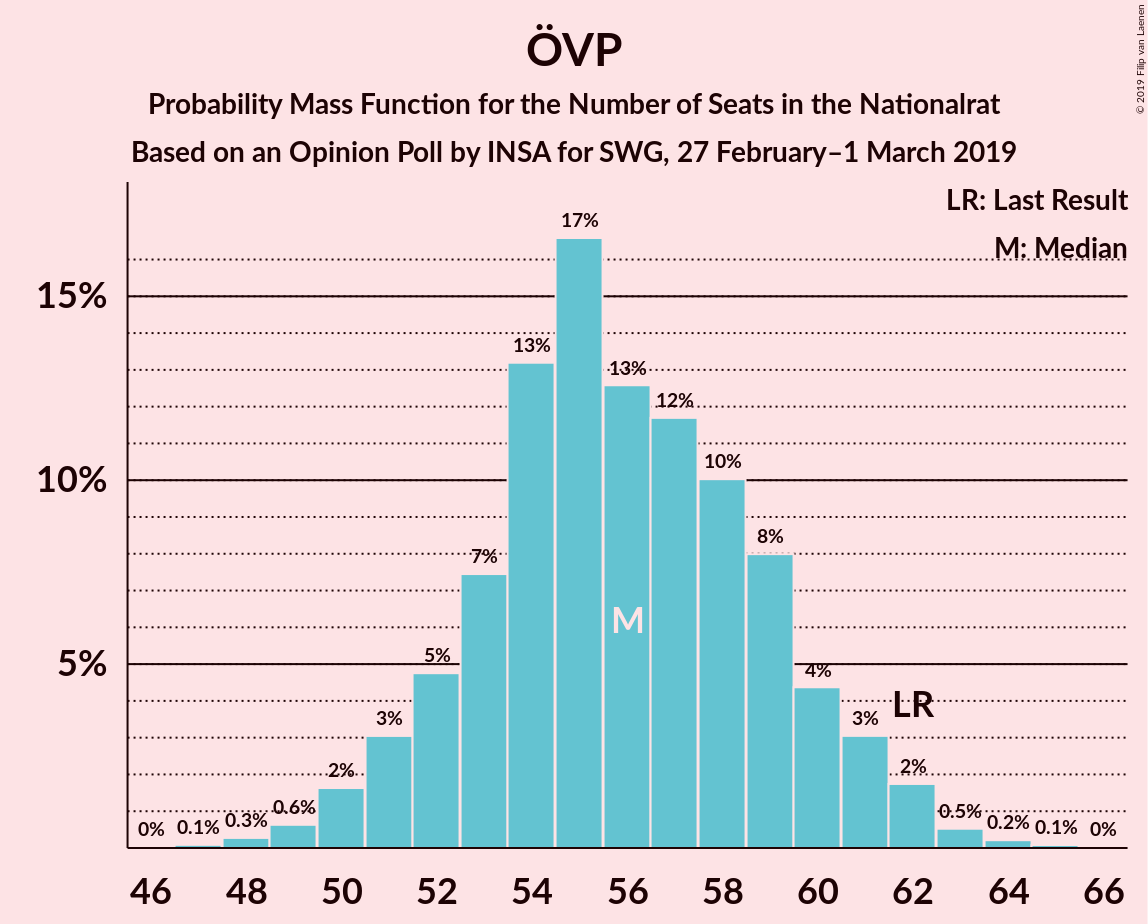 ÖVP
Probability Mass Function for the Number of Seats in the Nationalrat
Based on an Opinion Poll by INSA for SWG, 27 February–1 March 2019
© 2019 Filip van Laenen
LR: Last Result
M: Median
15%
10%
5%
0%
0.1%
0.3%
0.6%
2%
3%
5%
7%
13%
17%
13%
12%
10%
8%
4%
3%
2%
0.5%
0.2%
0.1%
0%
M
LR
46 48 50 52 54 56 58 60 62 64 66